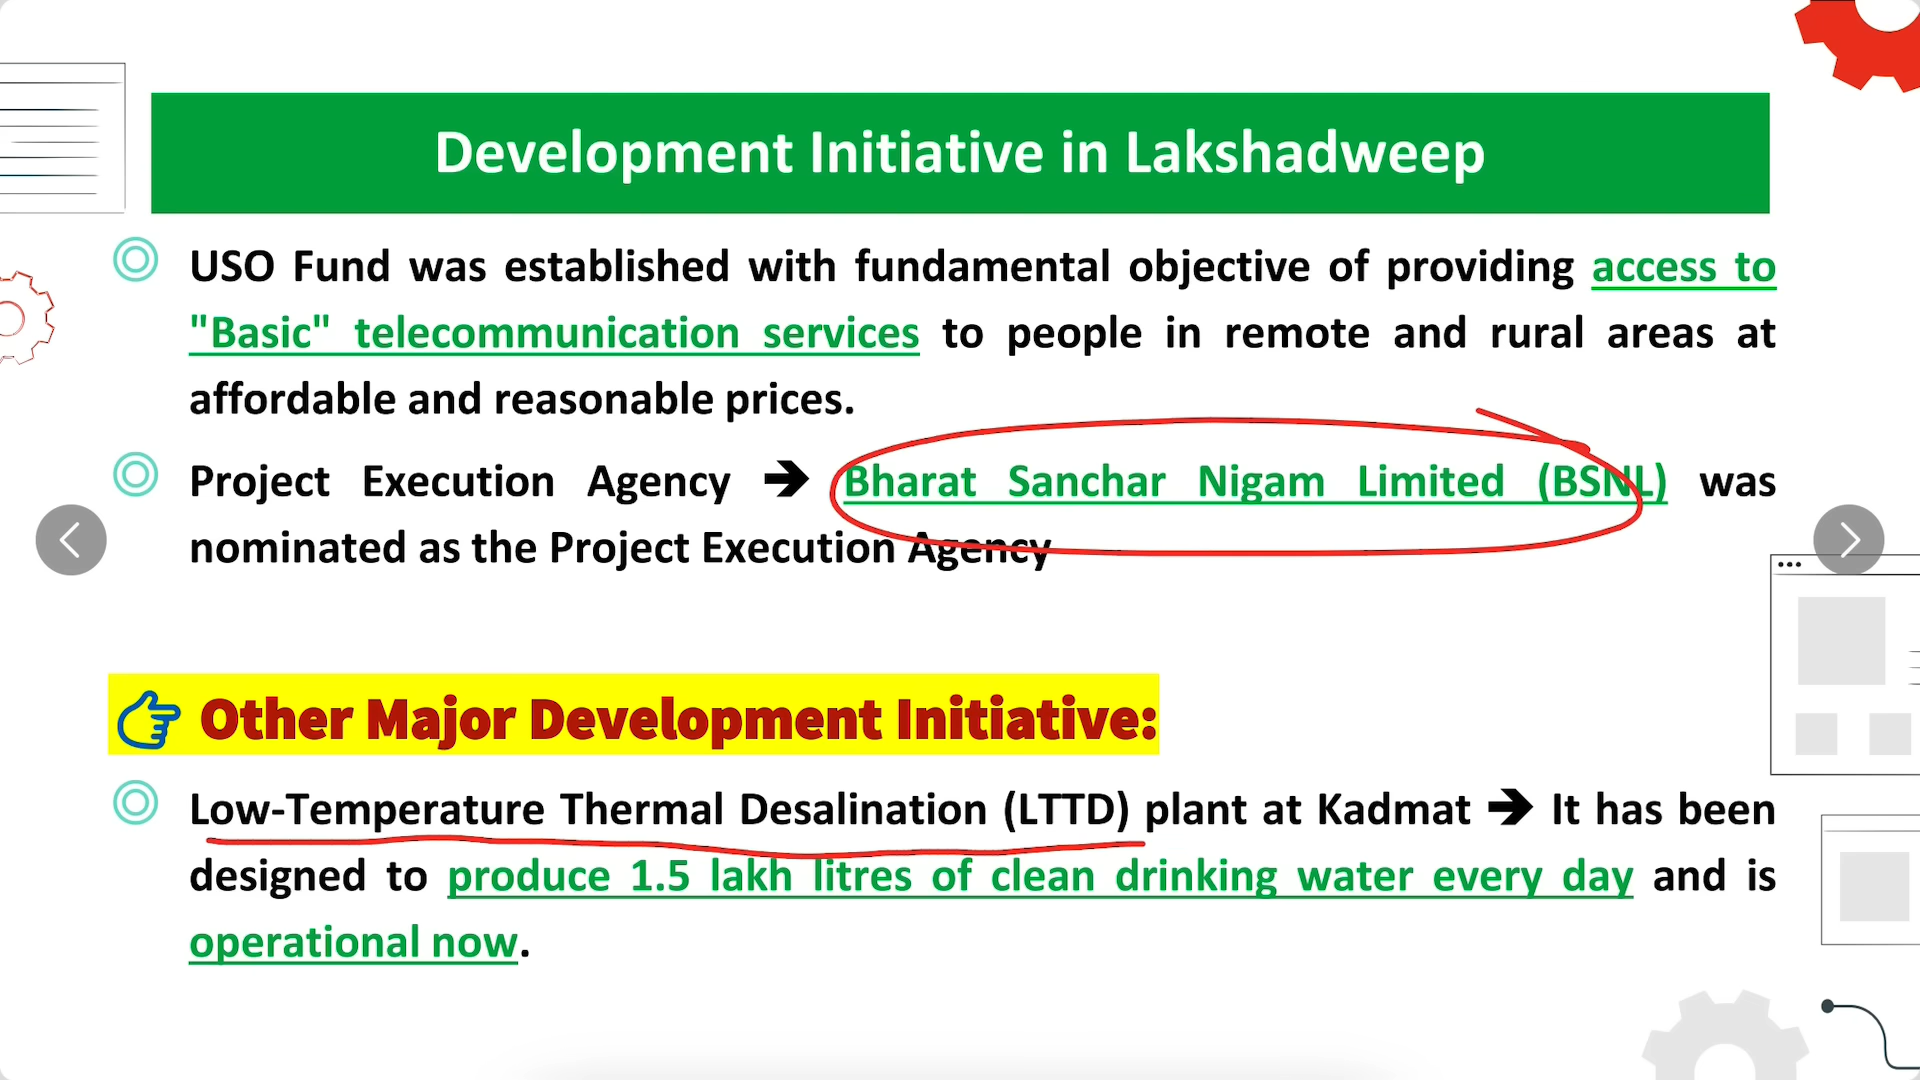 Development Initiative in Lakshadweep
USO Fund was established with fundamental objective of providing access to
"Basic" telecommunication services to people in remote and rural areas at
affordable and reasonable prices.
Project Execution Agency ➔ Bharat Sanchar Nigam Limited (BSNL) was
nominated as the Project Execution Agency
Other Major Development Initiative:
Low-Temperature Thermal Desalination (LTTD) plant at Kadmat ➔ It has been
designed to produce 1.5 lakh litres of clean drinking water every day and is
operational now.